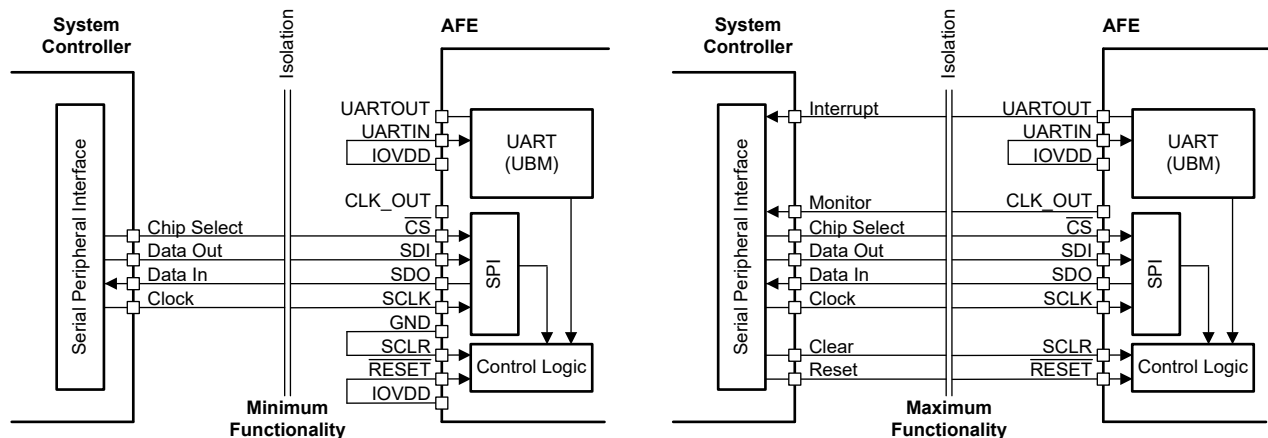 System
Controller
Isolation
AFE
UARTOUT
UARTIN
IOVDD
UART
(UBM)
Serial Peripheral Interface
CLK_OUT
Chip Select
CS
Data Out
SDI
Data In
SDO
Clock
SCLK
SPI
GND
SCLR
RESET
IOVDD
Control Logic
Minimum
Functionality
System
Controller
Isolation
AFE
Interrupt
UARTOUT
UARTIN
IOVDD
UART
(UBM)
Serial Peripheral Interface
Monitor
CLK_OUT
Chip Select
CS
Data Out
SDI
Data In
SDO
Clock
SCLK
SPI
Clear
SCLR
Reset
RESET
Control Logic
Maximum
Functionality